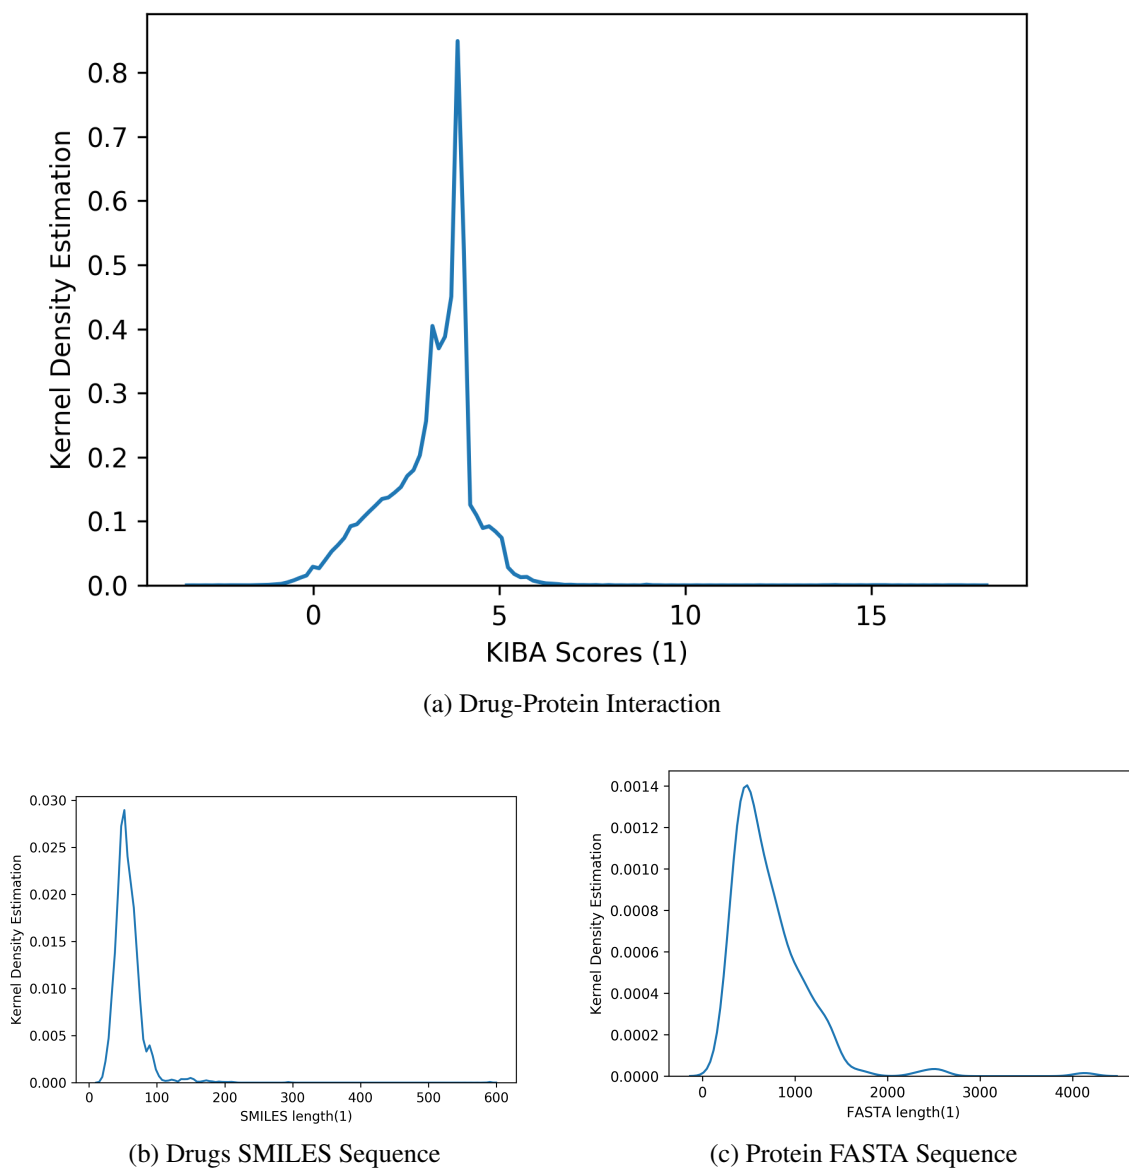 0.8
0.7
0.6
0.5
0.4
0.3
0.2
0.1
0.0
Kernel Density Estimation
0 5 10 15
KIBA Scores (1)
(a) Drug-Protein Interaction
0.030
0.025
0.020
0.015
0.010
0.005
0.000
Kernel Density Estimation
0 100 200 300 400 500 600
SMILES length(1)
(b) Drugs SMILES Sequence
0.0014
0.0012
0.0010
0.0008
0.0006
0.0004
0.0002
0.0000
Kernel Density Estimation
0 1000 2000 3000 4000
FASTA length(1)
(c) Protein FASTA Sequence